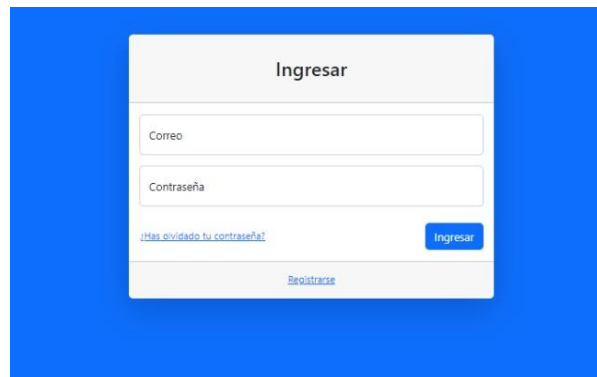 Ingresar
Correo
Contraseña
¿Has olvidado tu contraseña?
Ingresar
Registrarse